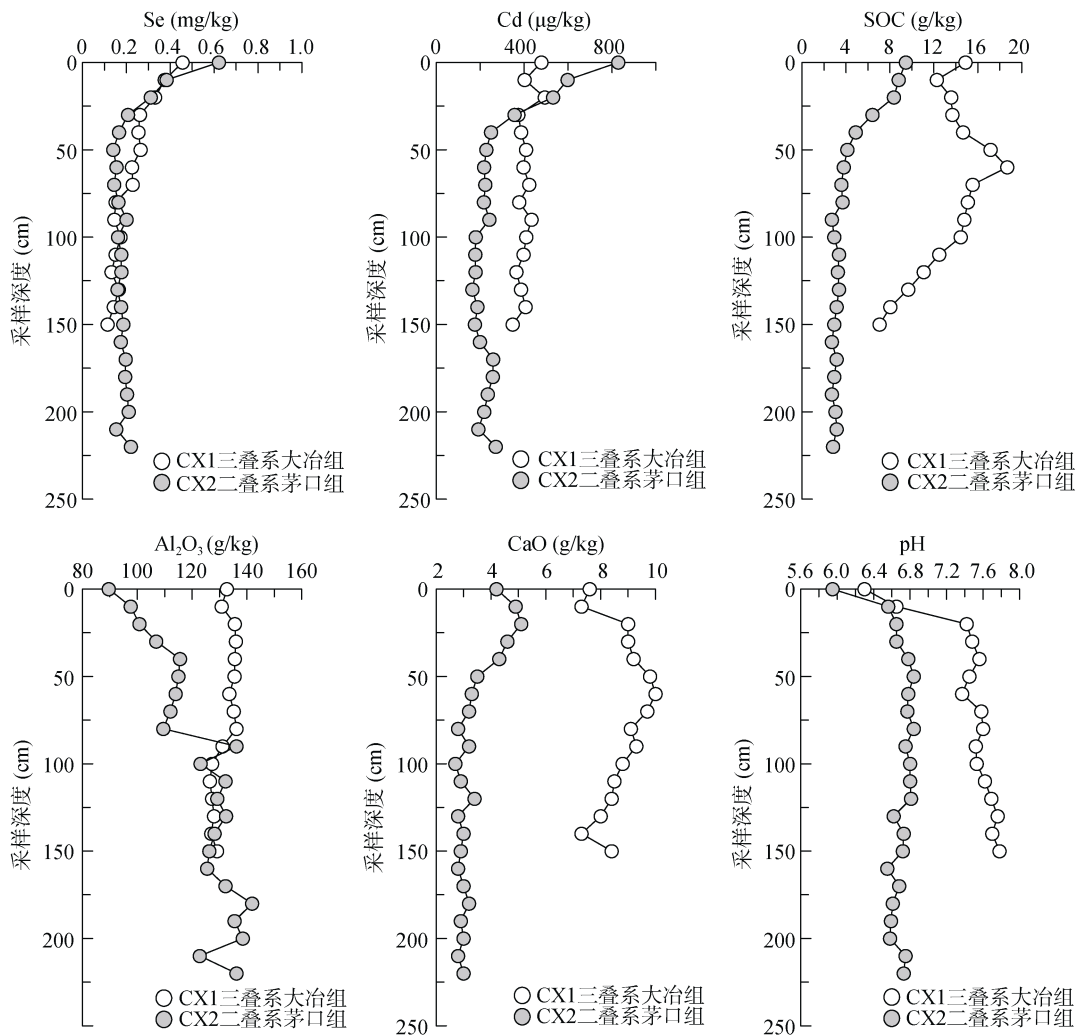 Se (mg/kg)
0 0.2 0.4 0.6 0.8 1.0
0
50
100
150
200
250
采样深度 (cm)
CX1三叠系大冶组
CX2二叠系茅口组
Cd (μg/kg)
0 400 800
0
50
100
150
200
250
采样深度 (cm)
CX1三叠系大冶组
CX2二叠系茅口组
SOC (g/kg)
0 4 8 12 16 20
0
50
100
150
200
250
采样深度 (cm)
CX1三叠系大冶组
CX2二叠系茅口组
Al₂O₃ (g/kg)
80 100 120 140 160
0
50
100
150
200
250
采样深度 (cm)
CX1三叠系大冶组
CX2二叠系茅口组
CaO (g/kg)
2 4 6 8 10
0
50
100
150
200
250
采样深度 (cm)
CX1三叠系大冶组
CX2二叠系茅口组
pH
5.6 6.0 6.4 6.8 7.2 7.6 8.0
0
50
100
150
200
250
采样深度 (cm)
CX1三叠系大冶组
CX2二叠系茅口组